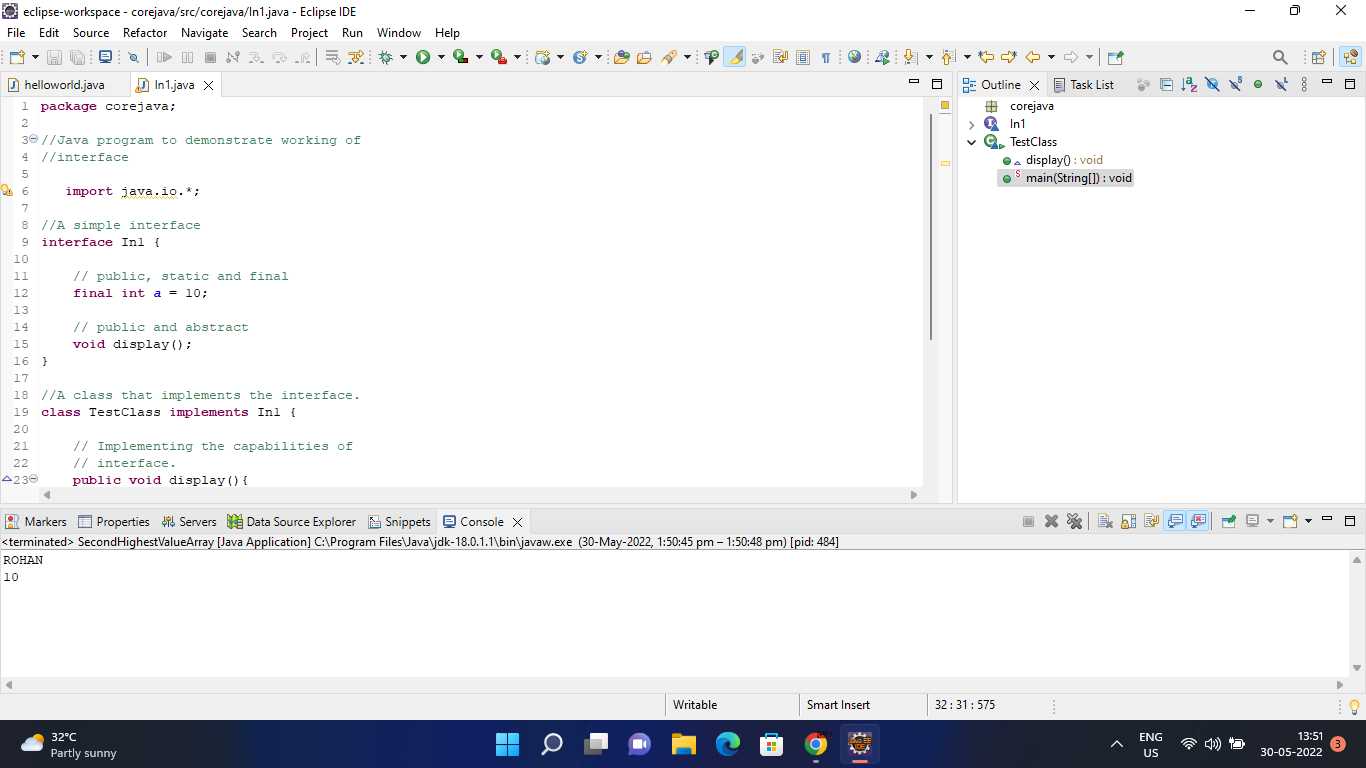 eclipse-workspace - corejava/src/corejava/In1.java - Eclipse IDE
File Edit Source Refactor Navigate Search Project Run Window Help
helloworld.java In1.java
Outline Task List
1 package corejava;
2
3 //Java program to demonstrate working of
4 //interface
5
6 import java.io.*;
7
8 //A simple interface
9 interface In1 {
10
11 // public, static and final
12 final int a = 10;
13
14 // public and abstract
15 void display();
16 }
17
18 //A class that implements the interface.
19 class TestClass implements In1 {
20
21 // Implementing the capabilities of
22 // interface.
23 public void display(){
corejava
In1
TestClass
display() : void
main(String[]) : void
Markers Properties Servers Data Source Explorer Snippets Console
<terminated> SecondHighestValueArray [Java Application] C:\Program Files\Java\jdk-18.0.1.1\bin\javaw.exe (30-May-2022, 1:50:45 pm – 1:50:48 pm) [pid: 484]
ROHAN
10
Writable Smart Insert 32 : 31 : 575
32°C
Partly sunny
ENG
US
13:51
30-05-2022
3